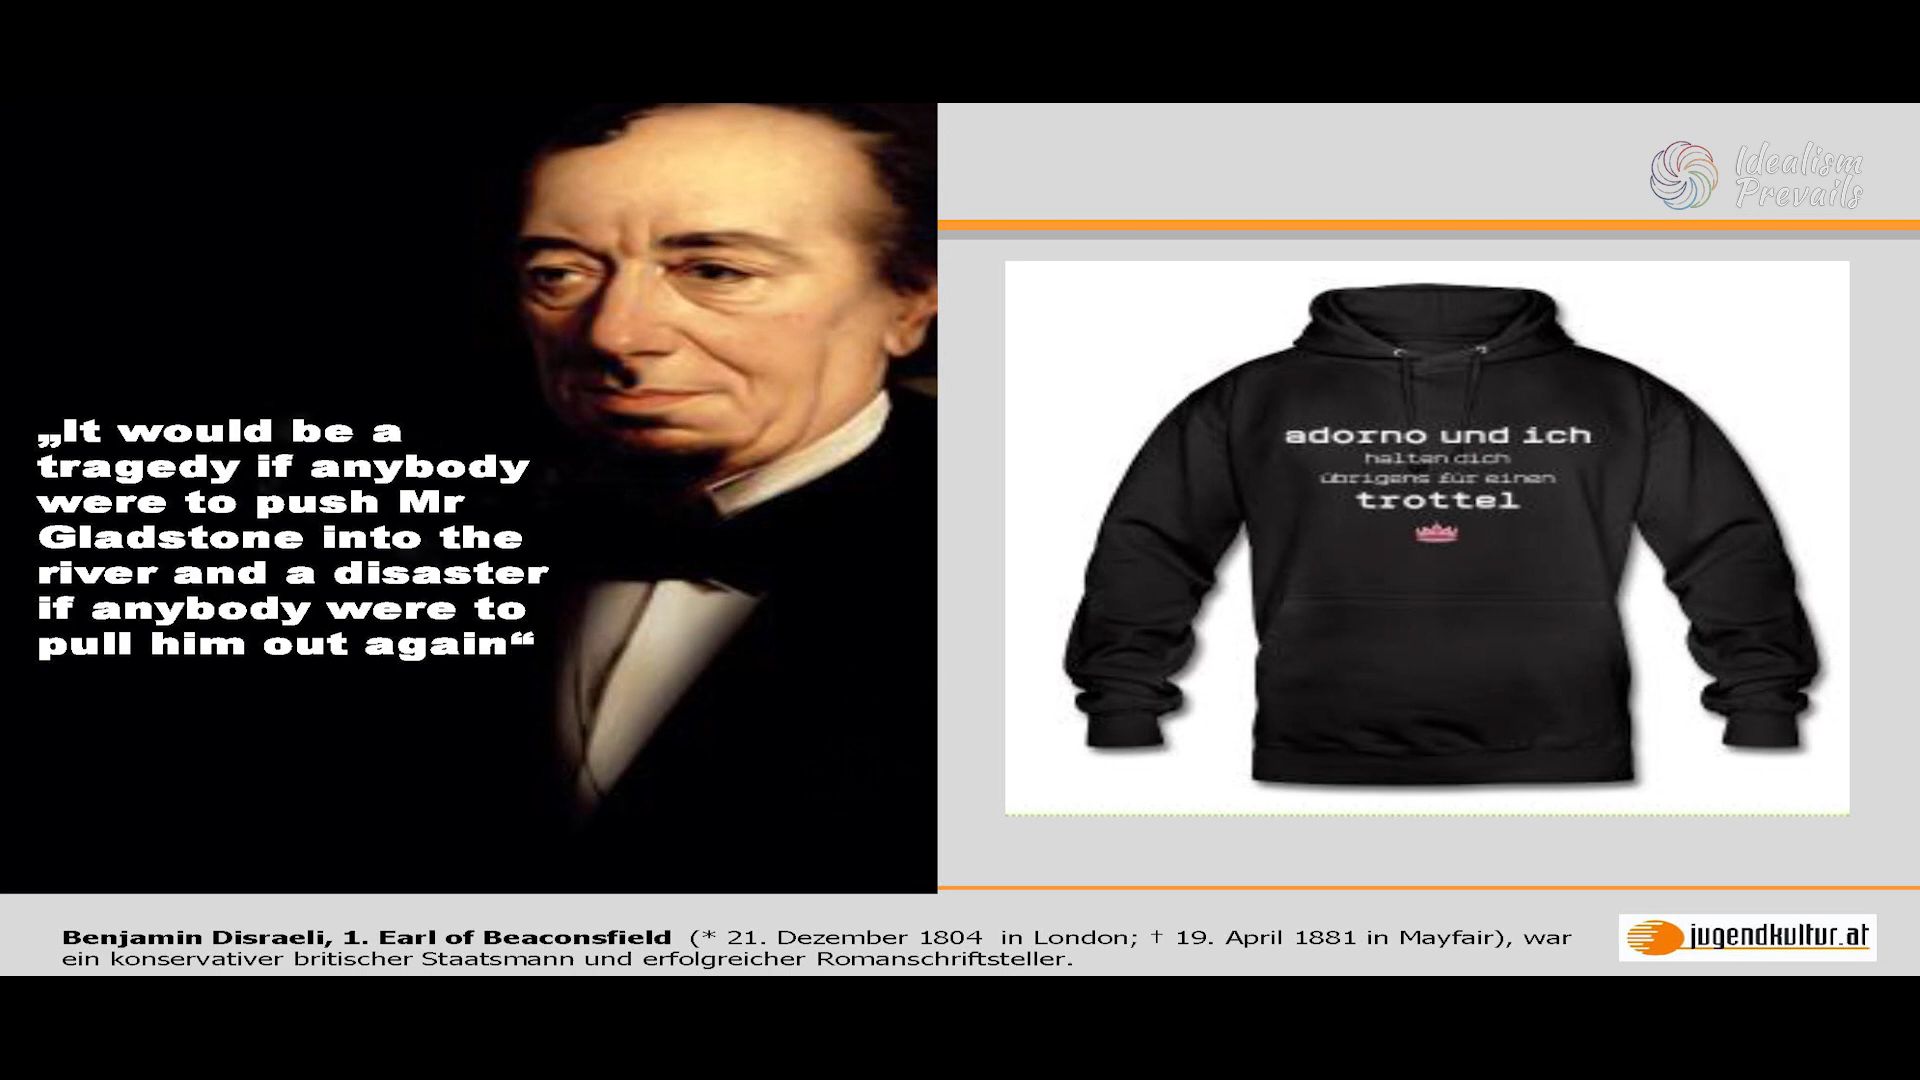 „It would be a
tragedy if anybody
were to push Mr
Gladstone into the
river and a disaster
if anybody were to
pull him out again“
Idealism
Prevails
adorno und ich
halten dich
übrigens für einen
trottel
Benjamin Disraeli, 1. Earl of Beaconsfield (* 21. Dezember 1804 in London; † 19. April 1881 in Mayfair), war
ein konservativer britischer Staatsmann und erfolgreicher Romanschriftsteller.
jugendkultur.at